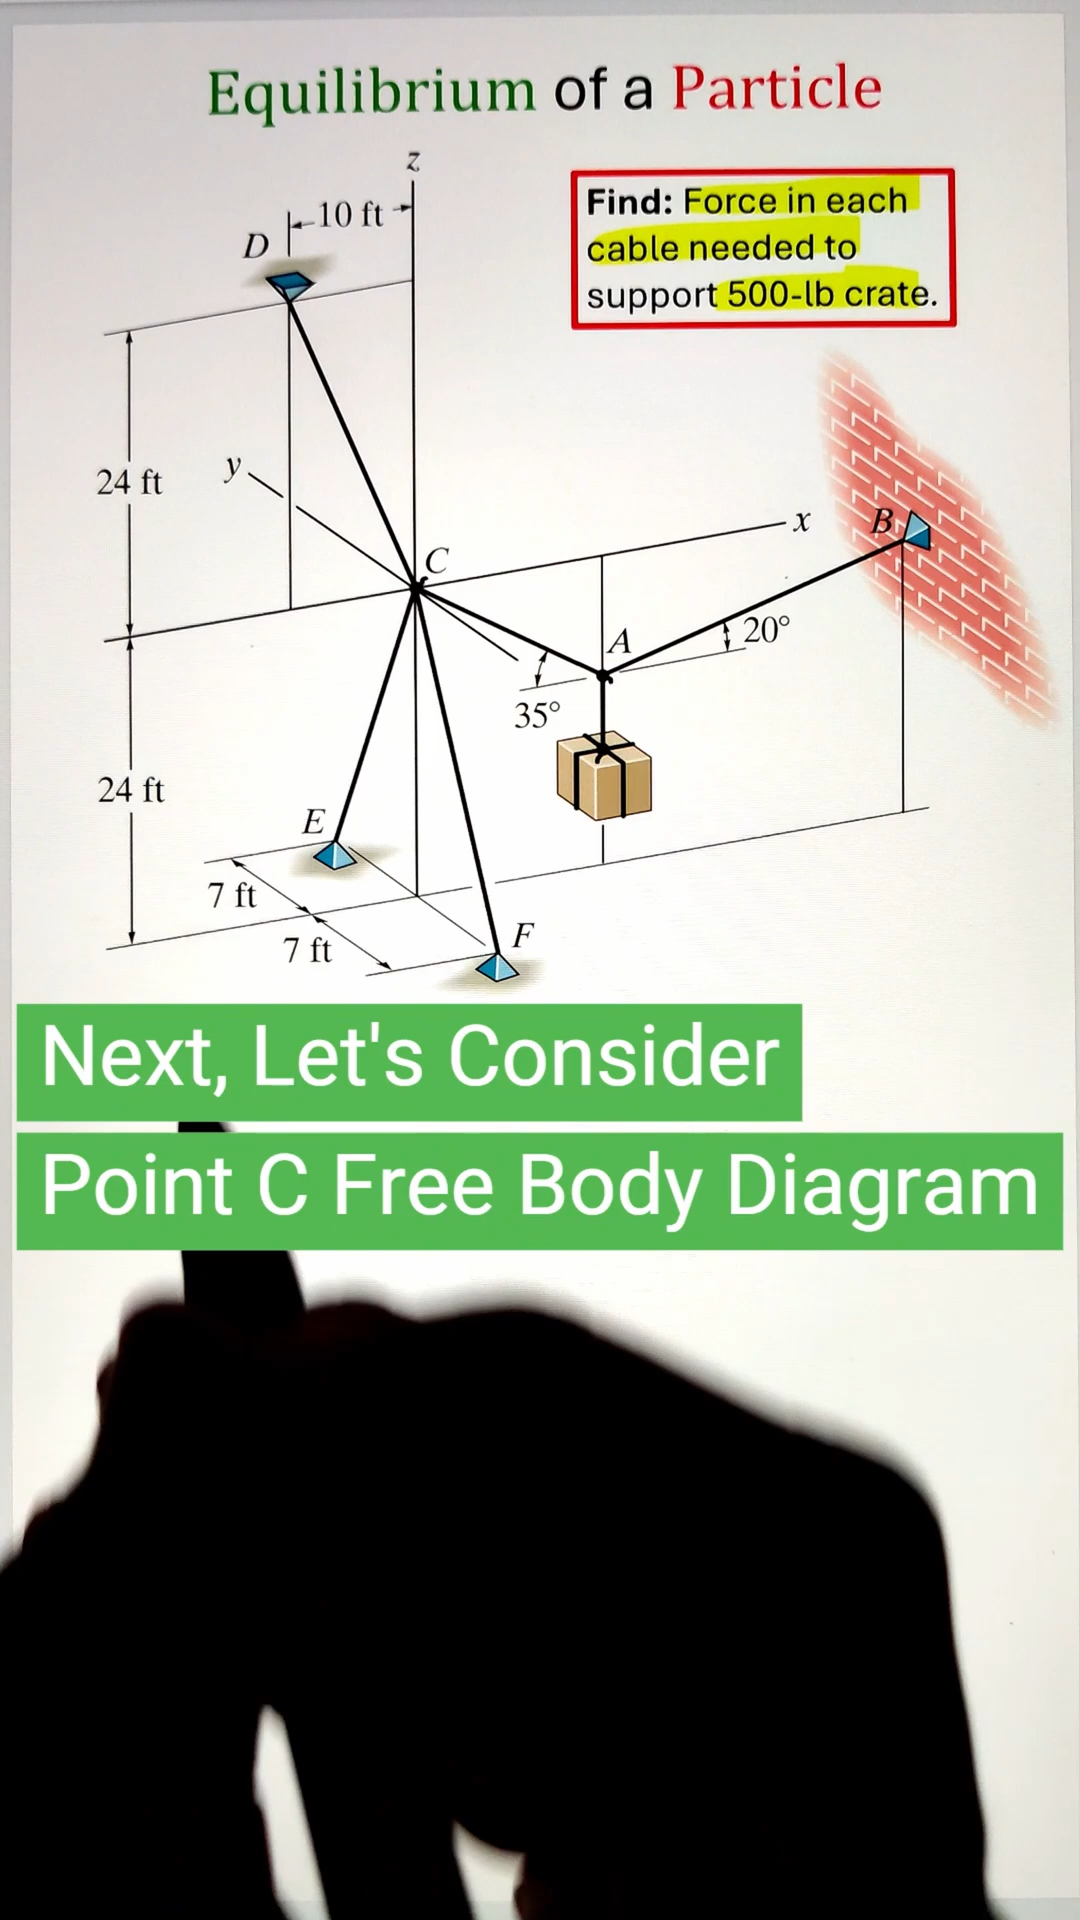 Equilibrium of a Particle
z
10 ft
D
Find: Force in each
cable needed to
support 500-lb crate.
24 ft
y
x
B
C
A
20°
35°
24 ft
E
7 ft
7 ft
F
Next, Let's Consider
Point C Free Body Diagram